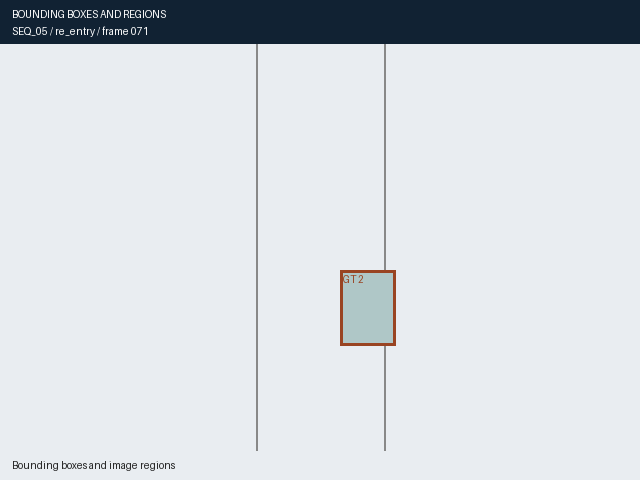 BOUNDING BOXES AND REGIONS
SEQ_05 / re_entry / frame 071
GT2
Bounding boxes and image regions